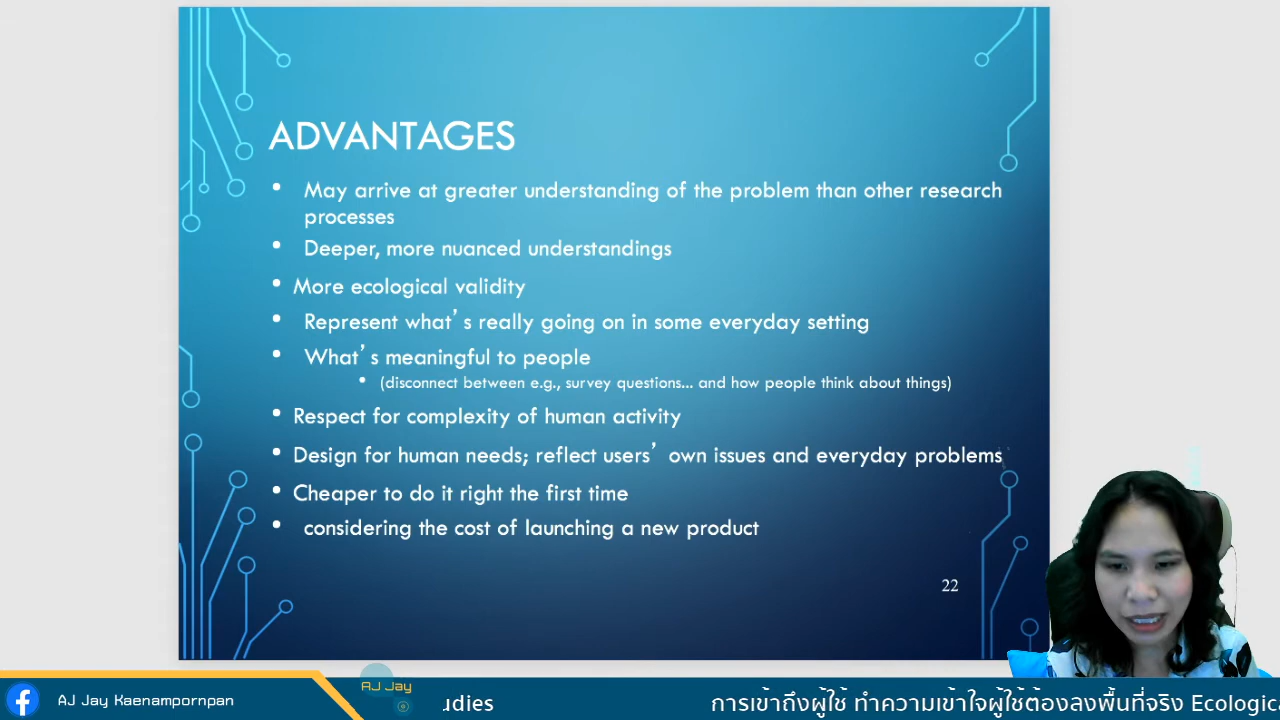 ADVANTAGES
• May arrive at greater understanding of the problem than other research
processes
• Deeper, more nuanced understandings
• More ecological validity
• Represent what’s really going on in some everyday setting
• What’s meaningful to people
• (disconnect between e.g., survey questions... and how people think about things)
• Respect for complexity of human activity
• Design for human needs; reflect users’ own issues and everyday problems
• Cheaper to do it right the first time
• considering the cost of launching a new product
22
AJ Jay Kaenampornpan
AJ Jay
การเข้าถึงผู้ใช้ ทำความเข้าใจผู้ใช้ต้องลงพื้นที่จริง